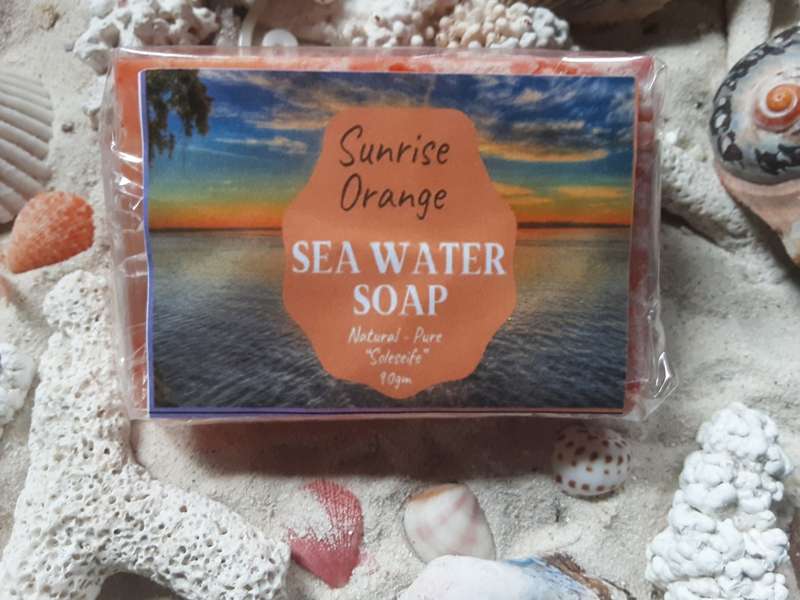 Sunrise
Orange
SEA WATER
SOAP
Natural - Pure
"Soleseife"
90gm